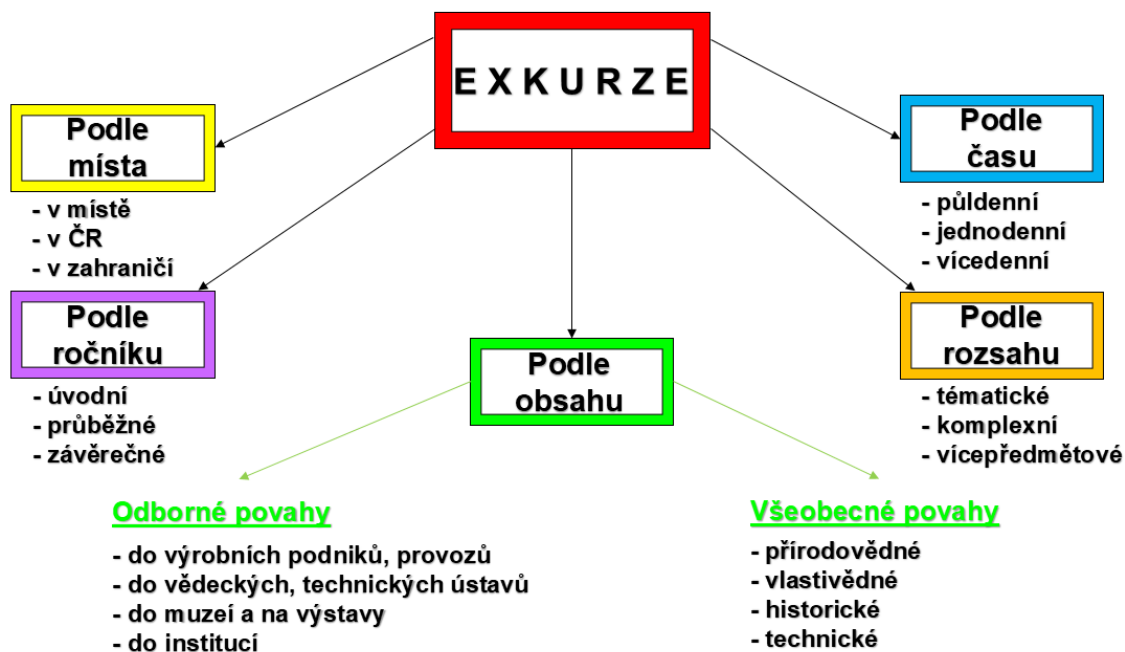 E X K U R Z E
Podle
místa
- v místě
- v ČR
- v zahraničí
Podle
času
- půldenní
- jednodenní
- vícedenní
Podle
ročníku
- úvodní
- průběžné
- závěrečné
Podle
obsahu
Podle
rozsahu
- tématické
- komplexní
- vícepředmětové
Odborné povahy
- do výrobních podniků, provozů
- do vědeckých, technických ústavů
- do muzeí a na výstavy
- do institucí
Všeobecné povahy
- přírodovědné
- vlastivědné
- historické
- technické